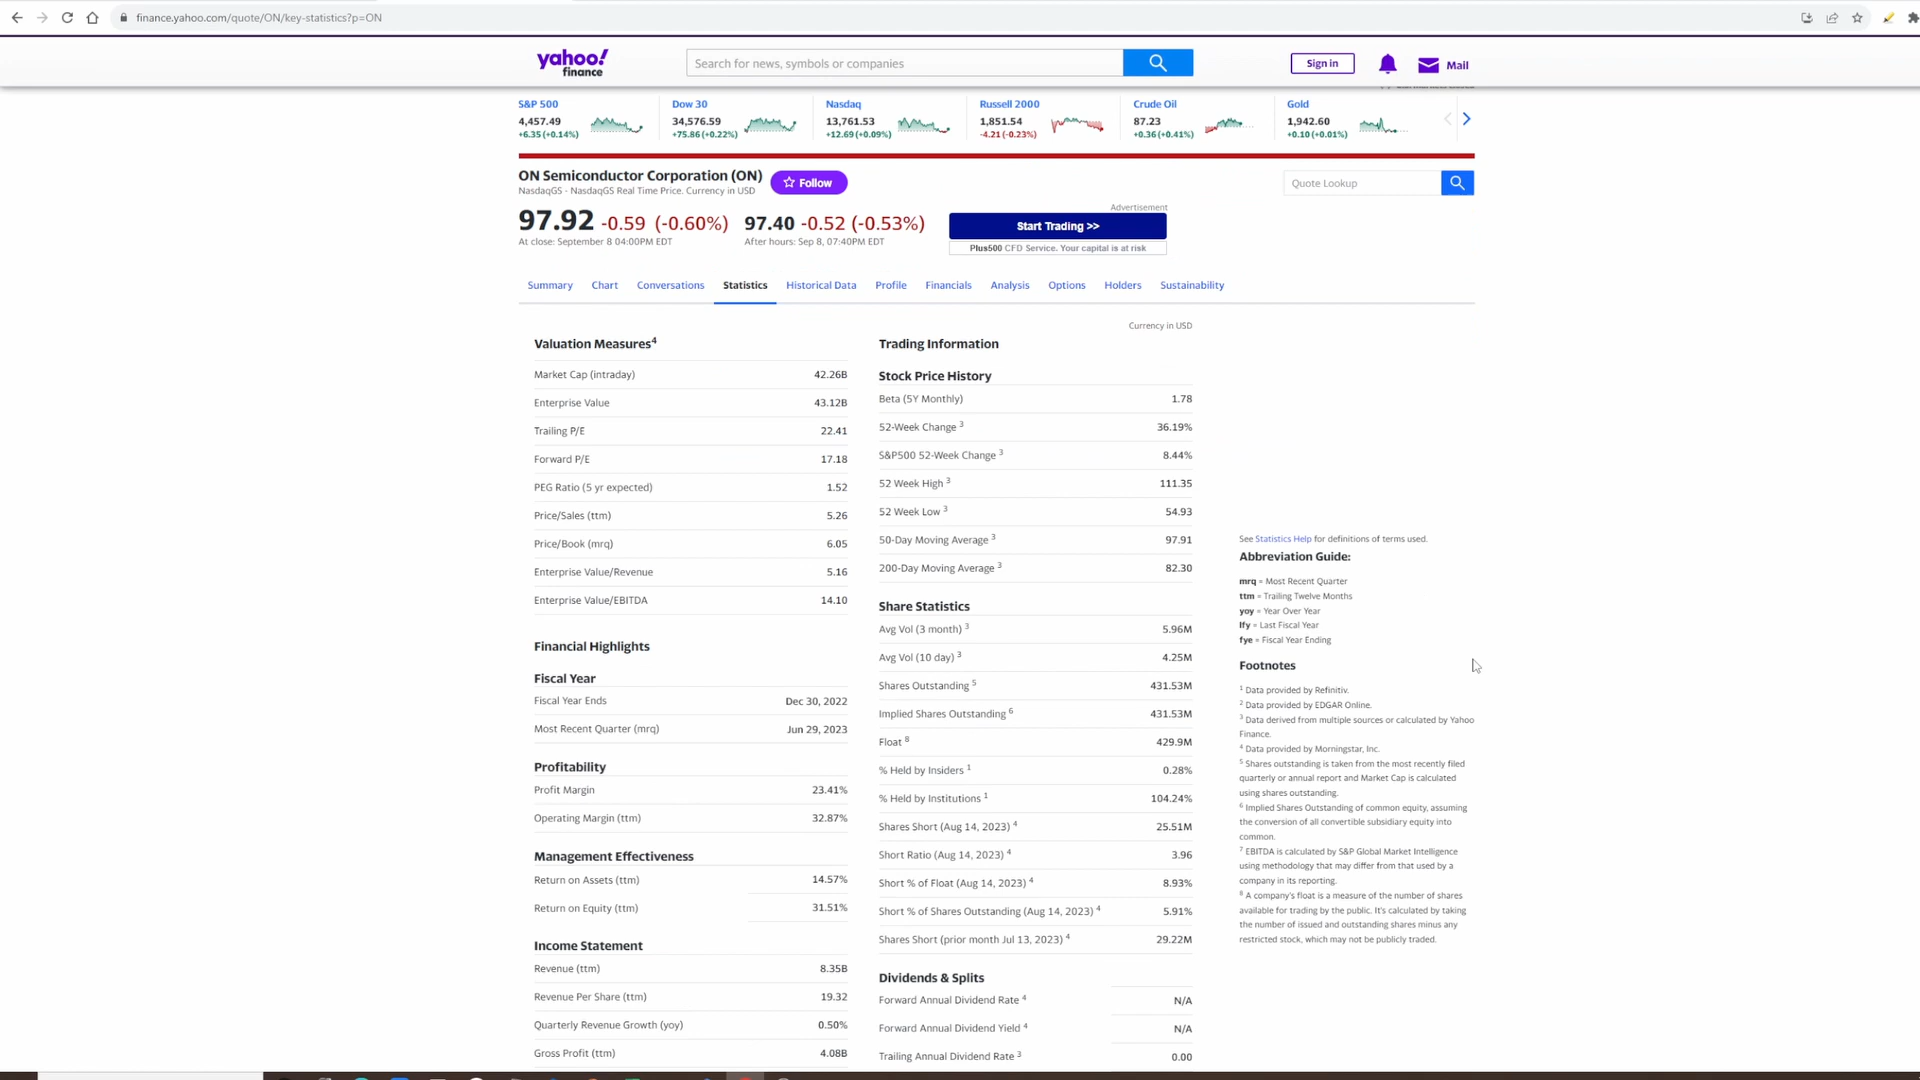 finance.yahoo.com/quote/ON/key-statistics?p=ON
yahoo!
finance
Search for news, symbols or companies
Sign in
Mail
S&P 500
4,457.49
+6.35 (+0.14%)
Dow 30
34,576.59
+75.86 (+0.22%)
Nasdaq
13,761.53
+12.69 (+0.09%)
Russell 2000
1,851.54
-4.21 (-0.23%)
Crude Oil
87.23
+0.36 (+0.41%)
Gold
1,942.60
+0.10 (+0.01%)
ON Semiconductor Corporation (ON)
Follow
NasdaqGS - NasdaqGS Real Time Price. Currency in USD
Quote Lookup
97.92 -0.59 (-0.60%)
At close: September 8 04:00PM EDT
97.40 -0.52 (-0.53%)
After hours: Sep 8, 07:40PM EDT
Advertisement
Start Trading >>
Plus500 CFD Service. Your capital is at risk
Summary Chart Conversations Statistics Historical Data Profile Financials Analysis Options Holders Sustainability
Currency in USD
Valuation Measures4
Market Cap (intraday) 42.26B
Enterprise Value 43.12B
Trailing P/E 22.41
Forward P/E 17.18
PEG Ratio (5 yr expected) 1.52
Price/Sales (ttm) 5.26
Price/Book (mrq) 6.05
Enterprise Value/Revenue 5.16
Enterprise Value/EBITDA 14.10
Financial Highlights
Fiscal Year
Fiscal Year Ends Dec 30, 2022
Most Recent Quarter (mrq) Jun 29, 2023
Profitability
Profit Margin 23.41%
Operating Margin (ttm) 32.87%
Management Effectiveness
Return on Assets (ttm) 14.57%
Return on Equity (ttm) 31.51%
Income Statement
Revenue (ttm) 8.35B
Revenue Per Share (ttm) 19.32
Quarterly Revenue Growth (yoy) 0.50%
Gross Profit (ttm) 4.08B
Trading Information
Stock Price History
Beta (5Y Monthly) 1.78
52-Week Change 3 36.19%
S&P500 52-Week Change 3 8.44%
52 Week High 3 111.35
52 Week Low 3 54.93
50-Day Moving Average 3 97.91
200-Day Moving Average 3 82.30
Share Statistics
Avg Vol (3 month) 3 5.96M
Avg Vol (10 day) 3 4.25M
Shares Outstanding 5 431.53M
Implied Shares Outstanding 6 431.53M
Float 8 429.9M
% Held by Insiders 1 0.28%
% Held by Institutions 1 104.24%
Shares Short (Aug 14, 2023) 4 25.51M
Short Ratio (Aug 14, 2023) 4 3.96
Short % of Float (Aug 14, 2023) 4 8.93%
Short % of Shares Outstanding (Aug 14, 2023) 4 5.91%
Shares Short (prior month Jul 13, 2023) 4 29.22M
Dividends & Splits
Forward Annual Dividend Rate 4 N/A
Forward Annual Dividend Yield 4 N/A
Trailing Annual Dividend Rate 3 0.00
See Statistics Help for definitions of terms used.
Abbreviation Guide:
mrq = Most Recent Quarter
ttm = Trailing Twelve Months
yoy = Year Over Year
lfy = Last Fiscal Year
fye = Fiscal Year Ending
Footnotes
1 Data provided by Refinitiv.
2 Data provided by EDGAR Online.
3 Data derived from multiple sources or calculated by Yahoo
Finance.
4 Data provided by Morningstar, Inc.
5 Shares outstanding is taken from the most recently filed
quarterly or annual report and Market Cap is calculated
using shares outstanding.
6 Implied Shares Outstanding of common equity, assuming
the conversion of all convertible subsidiary equity into
common.
7 EBITDA is calculated by S&P Global Market Intelligence
using methodology that may differ from that used by a
company in its reporting.
8 A company's float is a measure of the number of shares
available for trading by the public. It's calculated by taking
the number of issued and outstanding shares minus any
restricted stock, which may not be publicly traded.